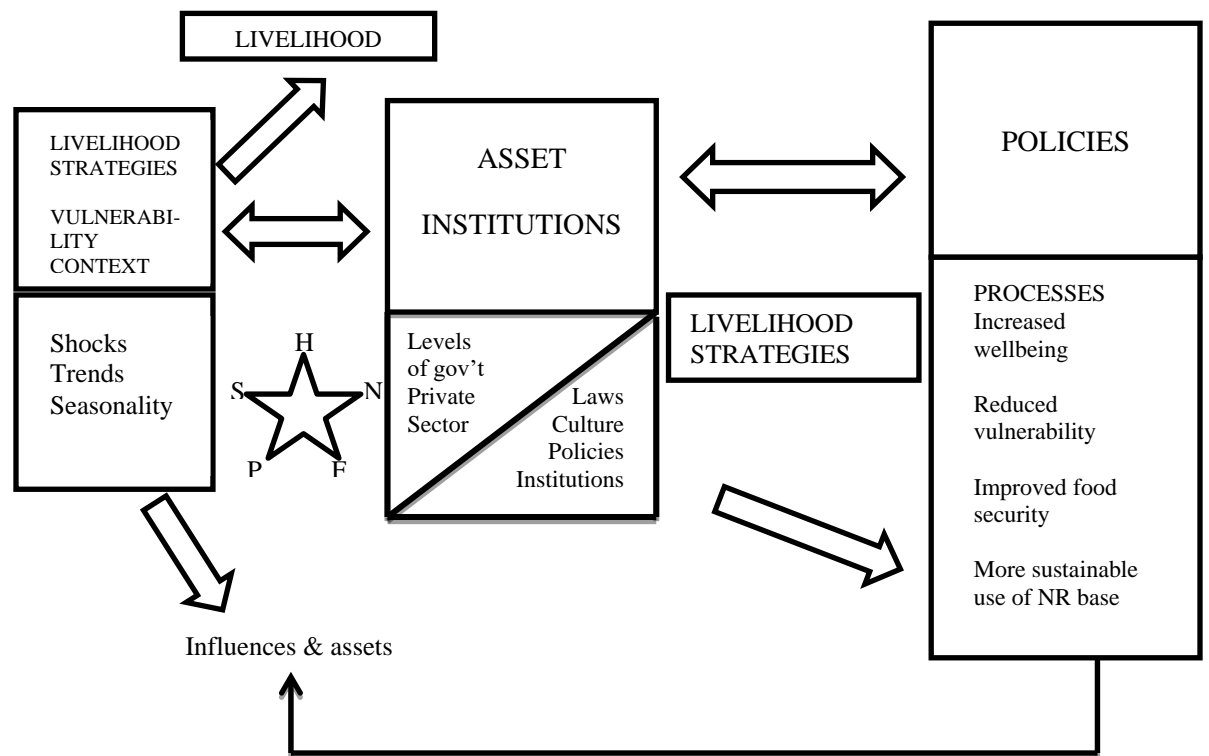 LIVELIHOOD
LIVELIHOOD
STRATEGIES
VULNERABI-
LITY
CONTEXT
Shocks
Trends
Seasonality
H
S
N
P
F
ASSET
INSTITUTIONS
Levels
of gov’t
Private
Sector
Laws
Culture
Policies
Institutions
LIVELIHOOD
STRATEGIES
POLICIES
PROCESSES
Increased
wellbeing
Reduced
vulnerability
Improved food
security
More sustainable
use of NR base
Influences & assets